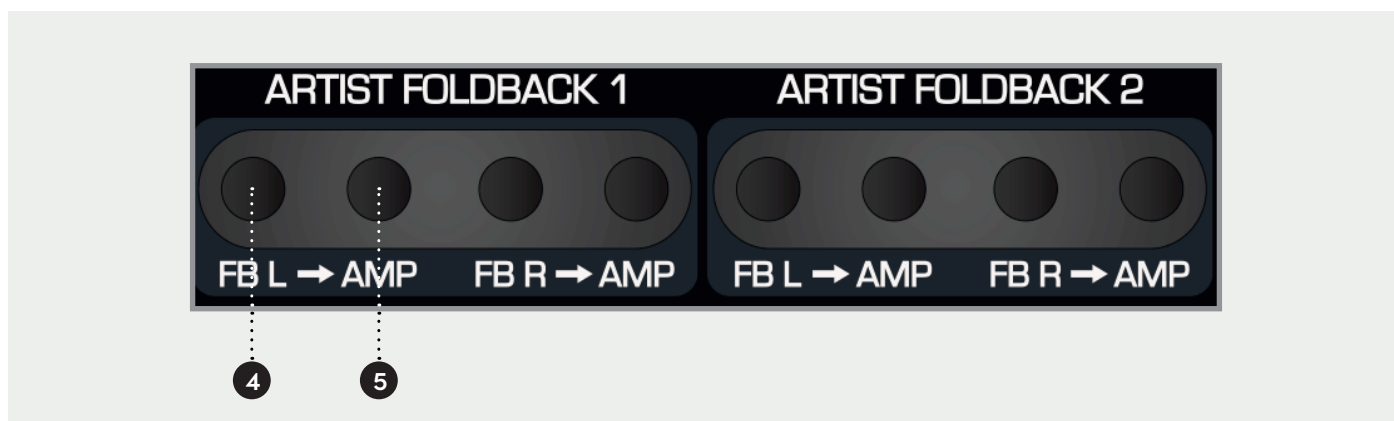 ARTIST FOLDBACK 1 ARTIST FOLDBACK 2
FB L → AMP FB R → AMP FB L → AMP FB R → AMP
4 5